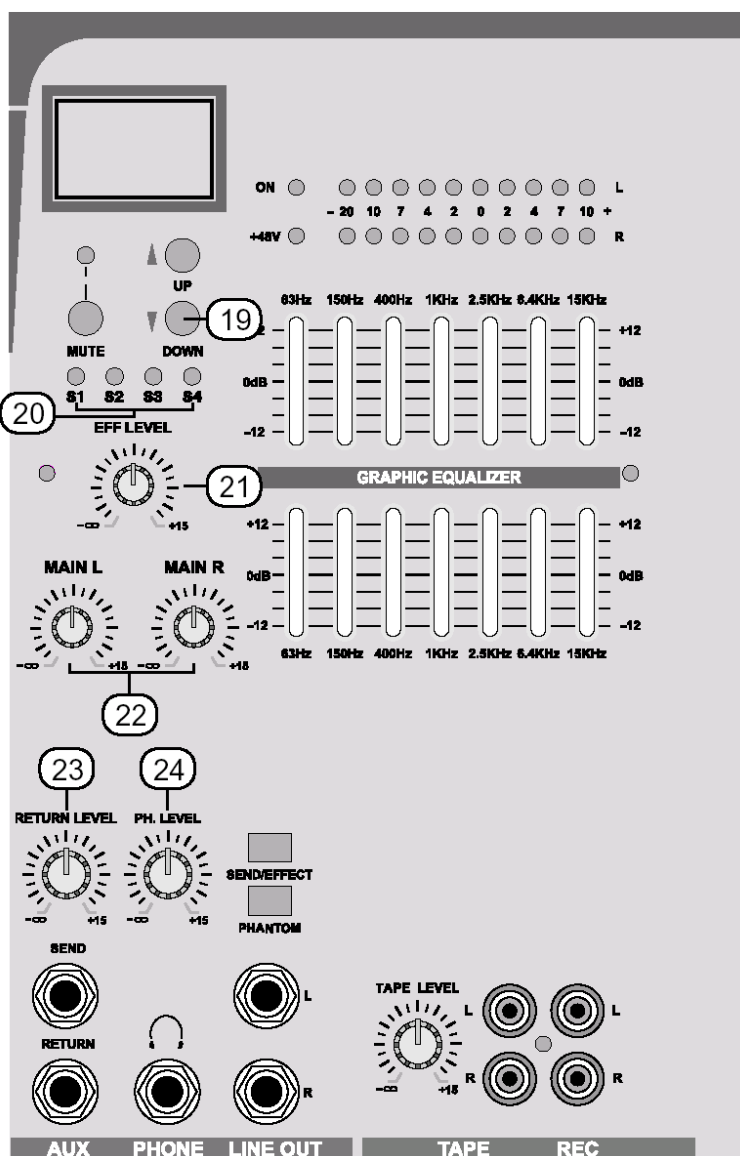 ON L
- 20 10 7 4 2 0 2 4 7 10 +
+48V R
UP
MUTE DOWN
19
S1 S2 S3 S4
20
EFF LEVEL
-∞ +15
21
63Hz 150Hz 400Hz 1KHz 2.5KHz 6.4KHz 15KHz
+12
0dB 0dB
-12 -12
GRAPHIC EQUALIZER
+12 +12
0dB 0dB
-12 -12
63Hz 150Hz 400Hz 1KHz 2.5KHz 6.4KHz 15KHz
MAIN L MAIN R
-∞ +15 -∞ +15
22
23 24
RETURN LEVEL PH. LEVEL
-∞ +15 -∞ +15
SEND/EFFECT
PHANTOM
SEND
L
RETURN
R
TAPE LEVEL
-∞ +15
L L
R R
AUX PHONE LINE OUT TAPE REC